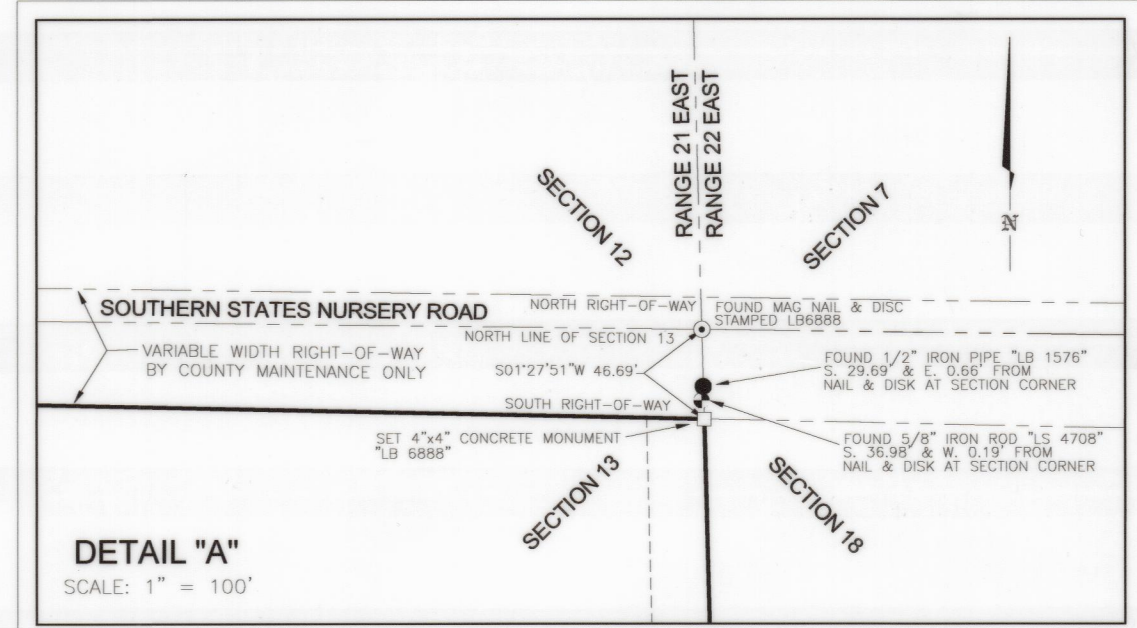 RANGE 21 EAST
RANGE 22 EAST
SECTION 12
SECTION 7
N
SOUTHERN STATES NURSERY ROAD
NORTH RIGHT-OF-WAY
FOUND MAG NAIL & DISC
STAMPED LB6888
NORTH LINE OF SECTION 13
VARIABLE WIDTH RIGHT-OF-WAY
BY COUNTY MAINTENANCE ONLY
S01°27'51"W 46.69'
FOUND 1/2" IRON PIPE "LB 1576"
S. 29.69' & E. 0.66' FROM
NAIL & DISK AT SECTION CORNER
SOUTH RIGHT-OF-WAY
SET 4"x4" CONCRETE MONUMENT
"LB 6888"
FOUND 5/8" IRON ROD "LS 4708"
S. 36.98' & W. 0.19' FROM
NAIL & DISK AT SECTION CORNER
SECTION 13
SECTION 18
DETAIL "A"
SCALE: 1" = 100'